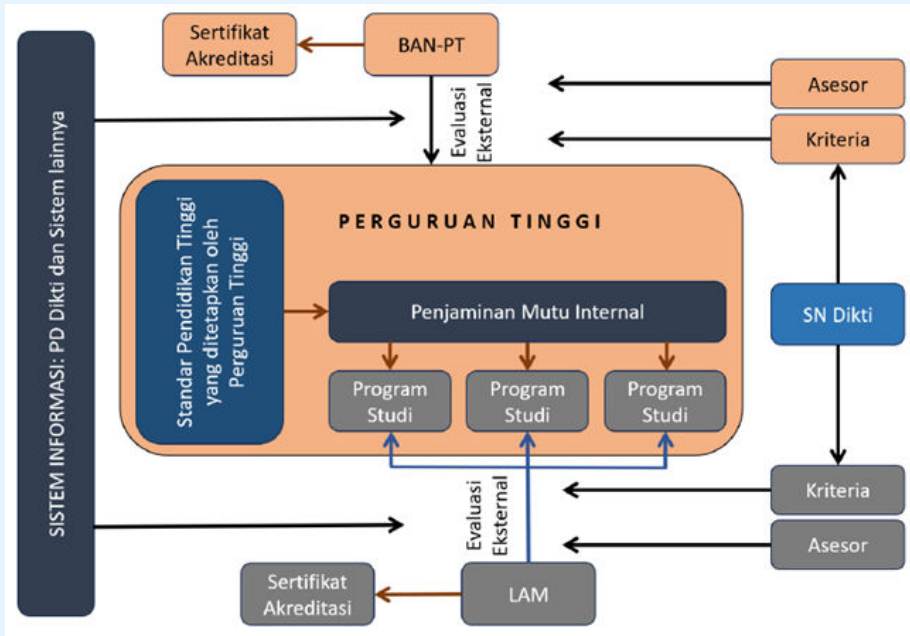 SISTEM INFORMASI: PD Dikti dan Sistem lainnya
Sertifikat
Akreditasi
BAN-PT
Evaluasi
Eksternal
Asesor
Kriteria
PERGURUAN TINGGI
Standar Pendidikan Tinggi
yang ditetapkan oleh
Perguruan Tinggi
Penjaminan Mutu Internal
SN Dikti
Program
Studi
Program
Studi
Program
Studi
Evaluasi
Eksternal
Kriteria
Asesor
Sertifikat
Akreditasi
LAM